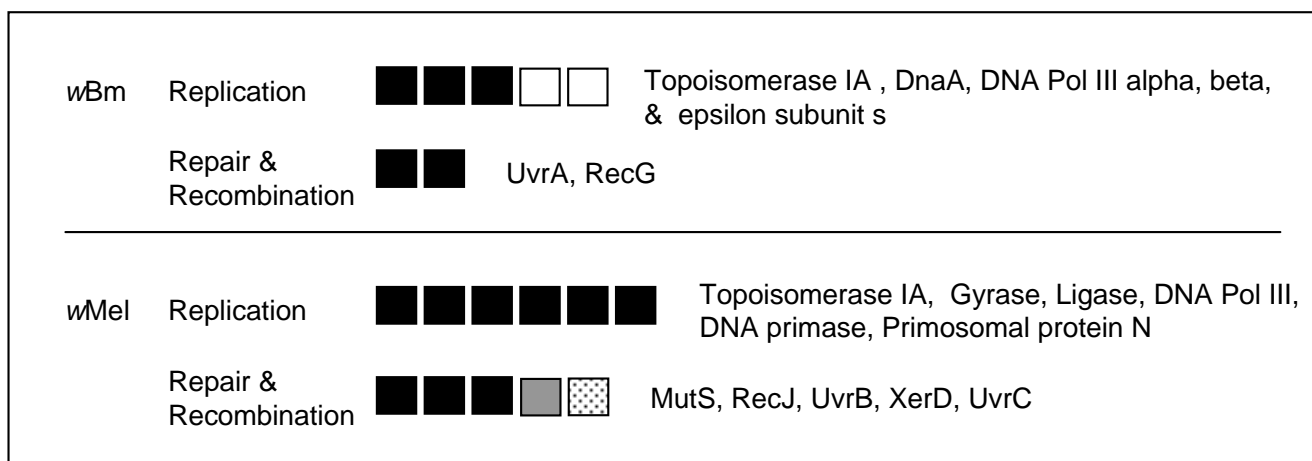 wBm Replication Topoisomerase IA , DnaA, DNA Pol III alpha, beta,
& epsilon subunit s
Repair &
Recombination UvrA, RecG
wMel Replication Topoisomerase IA, Gyrase, Ligase, DNA Pol III,
DNA primase, Primosomal protein N
Repair &
Recombination MutS, RecJ, UvrB, XerD, UvrC